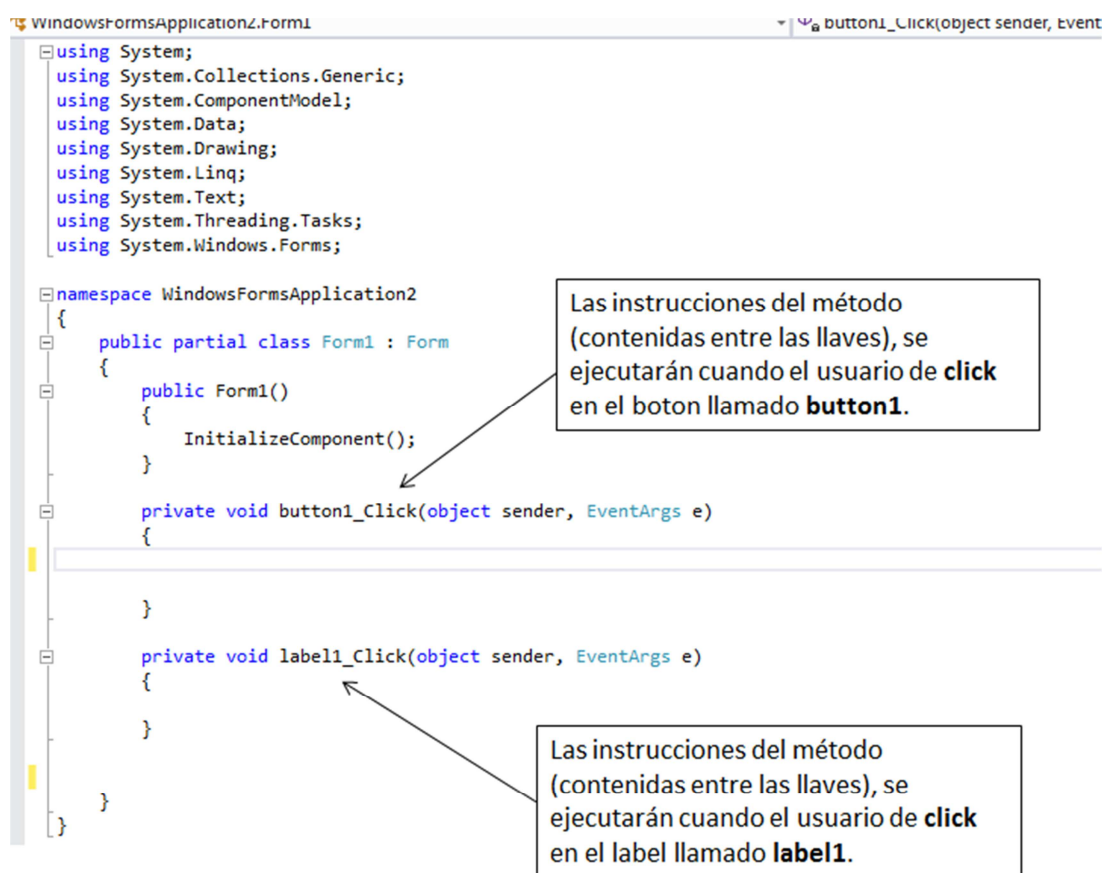 WindowsFormsApplication2.Form1
button1_Click(object sender, Event
using System;
using System.Collections.Generic;
using System.ComponentModel;
using System.Data;
using System.Drawing;
using System.Linq;
using System.Text;
using System.Threading.Tasks;
using System.Windows.Forms;
namespace WindowsFormsApplication2
{
public partial class Form1 : Form
{
public Form1()
{
InitializeComponent();
}
private void button1_Click(object sender, EventArgs e)
{
}
private void label1_Click(object sender, EventArgs e)
{
}
}
}
Las instrucciones del método
(contenidas entre las llaves), se
ejecutarán cuando el usuario de click
en el boton llamado button1.
Las instrucciones del método
(contenidas entre las llaves), se
ejecutarán cuando el usuario de click
en el label llamado label1.